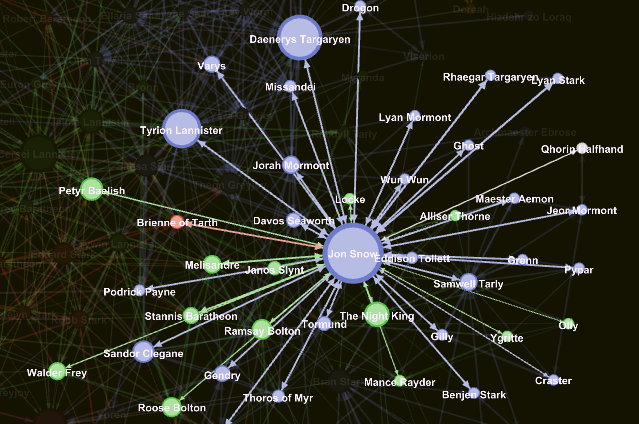 Drogon
Daenerys Targaryen
Varys
Missandei
Rhaegar Targaryen
Lyan Stark
Tyrion Lannister
Lyan Mormont
Ghost
Qhorin Halfhand
Jorah Mormont
Wun Wun
Petyr Baelish
Locke
Maester Aemon
Brienne of Tarth
Davos Seaworth
Alliser Thorne
Jeor Mormont
Jon Snow
Eddison Tollett
Grenn
Pypar
Melisandre
Janos Slynt
Samwell Tarly
Podrick Payne
Stannis Baratheon
The Night King
Tormund
Olly
Ramsay Bolton
Gilly
Ygritte
Sandor Clegane
Walder Frey
Gendry
Mance Rayder
Craster
Thoros of Myr
Benjen Stark
Roose Bolton